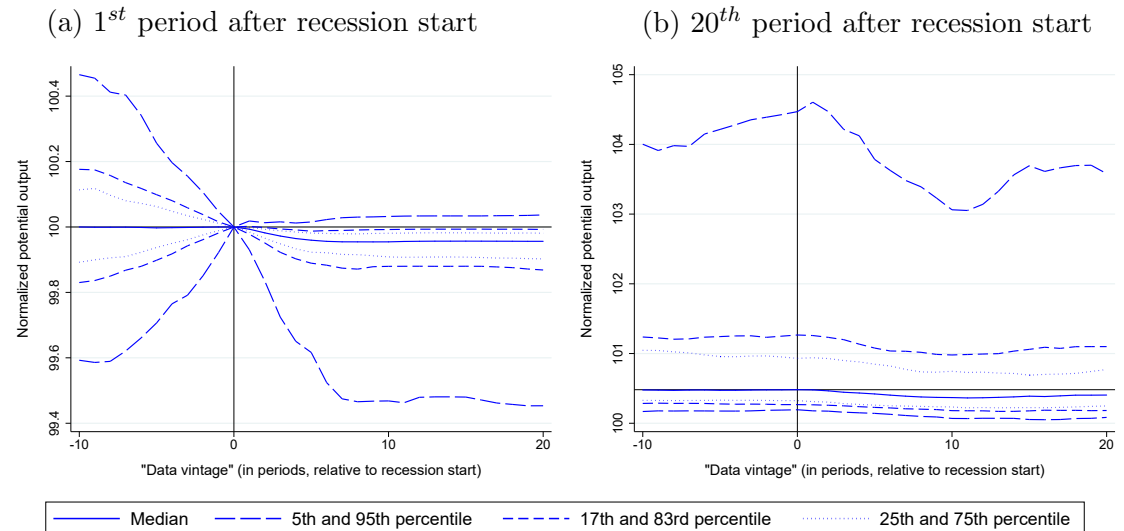 (a) 1st period after recession start
(b) 20th period after recession start
Normalized potential output
100.4
100.2
100
99.8
99.6
99.4
-10
0
10
20
"Data vintage" (in periods, relative to recession start)
Normalized potential output
105
104
103
102
101
100
-10
0
10
20
"Data vintage" (in periods, relative to recession start)
Median
5th and 95th percentile
17th and 83rd percentile
25th and 75th percentile